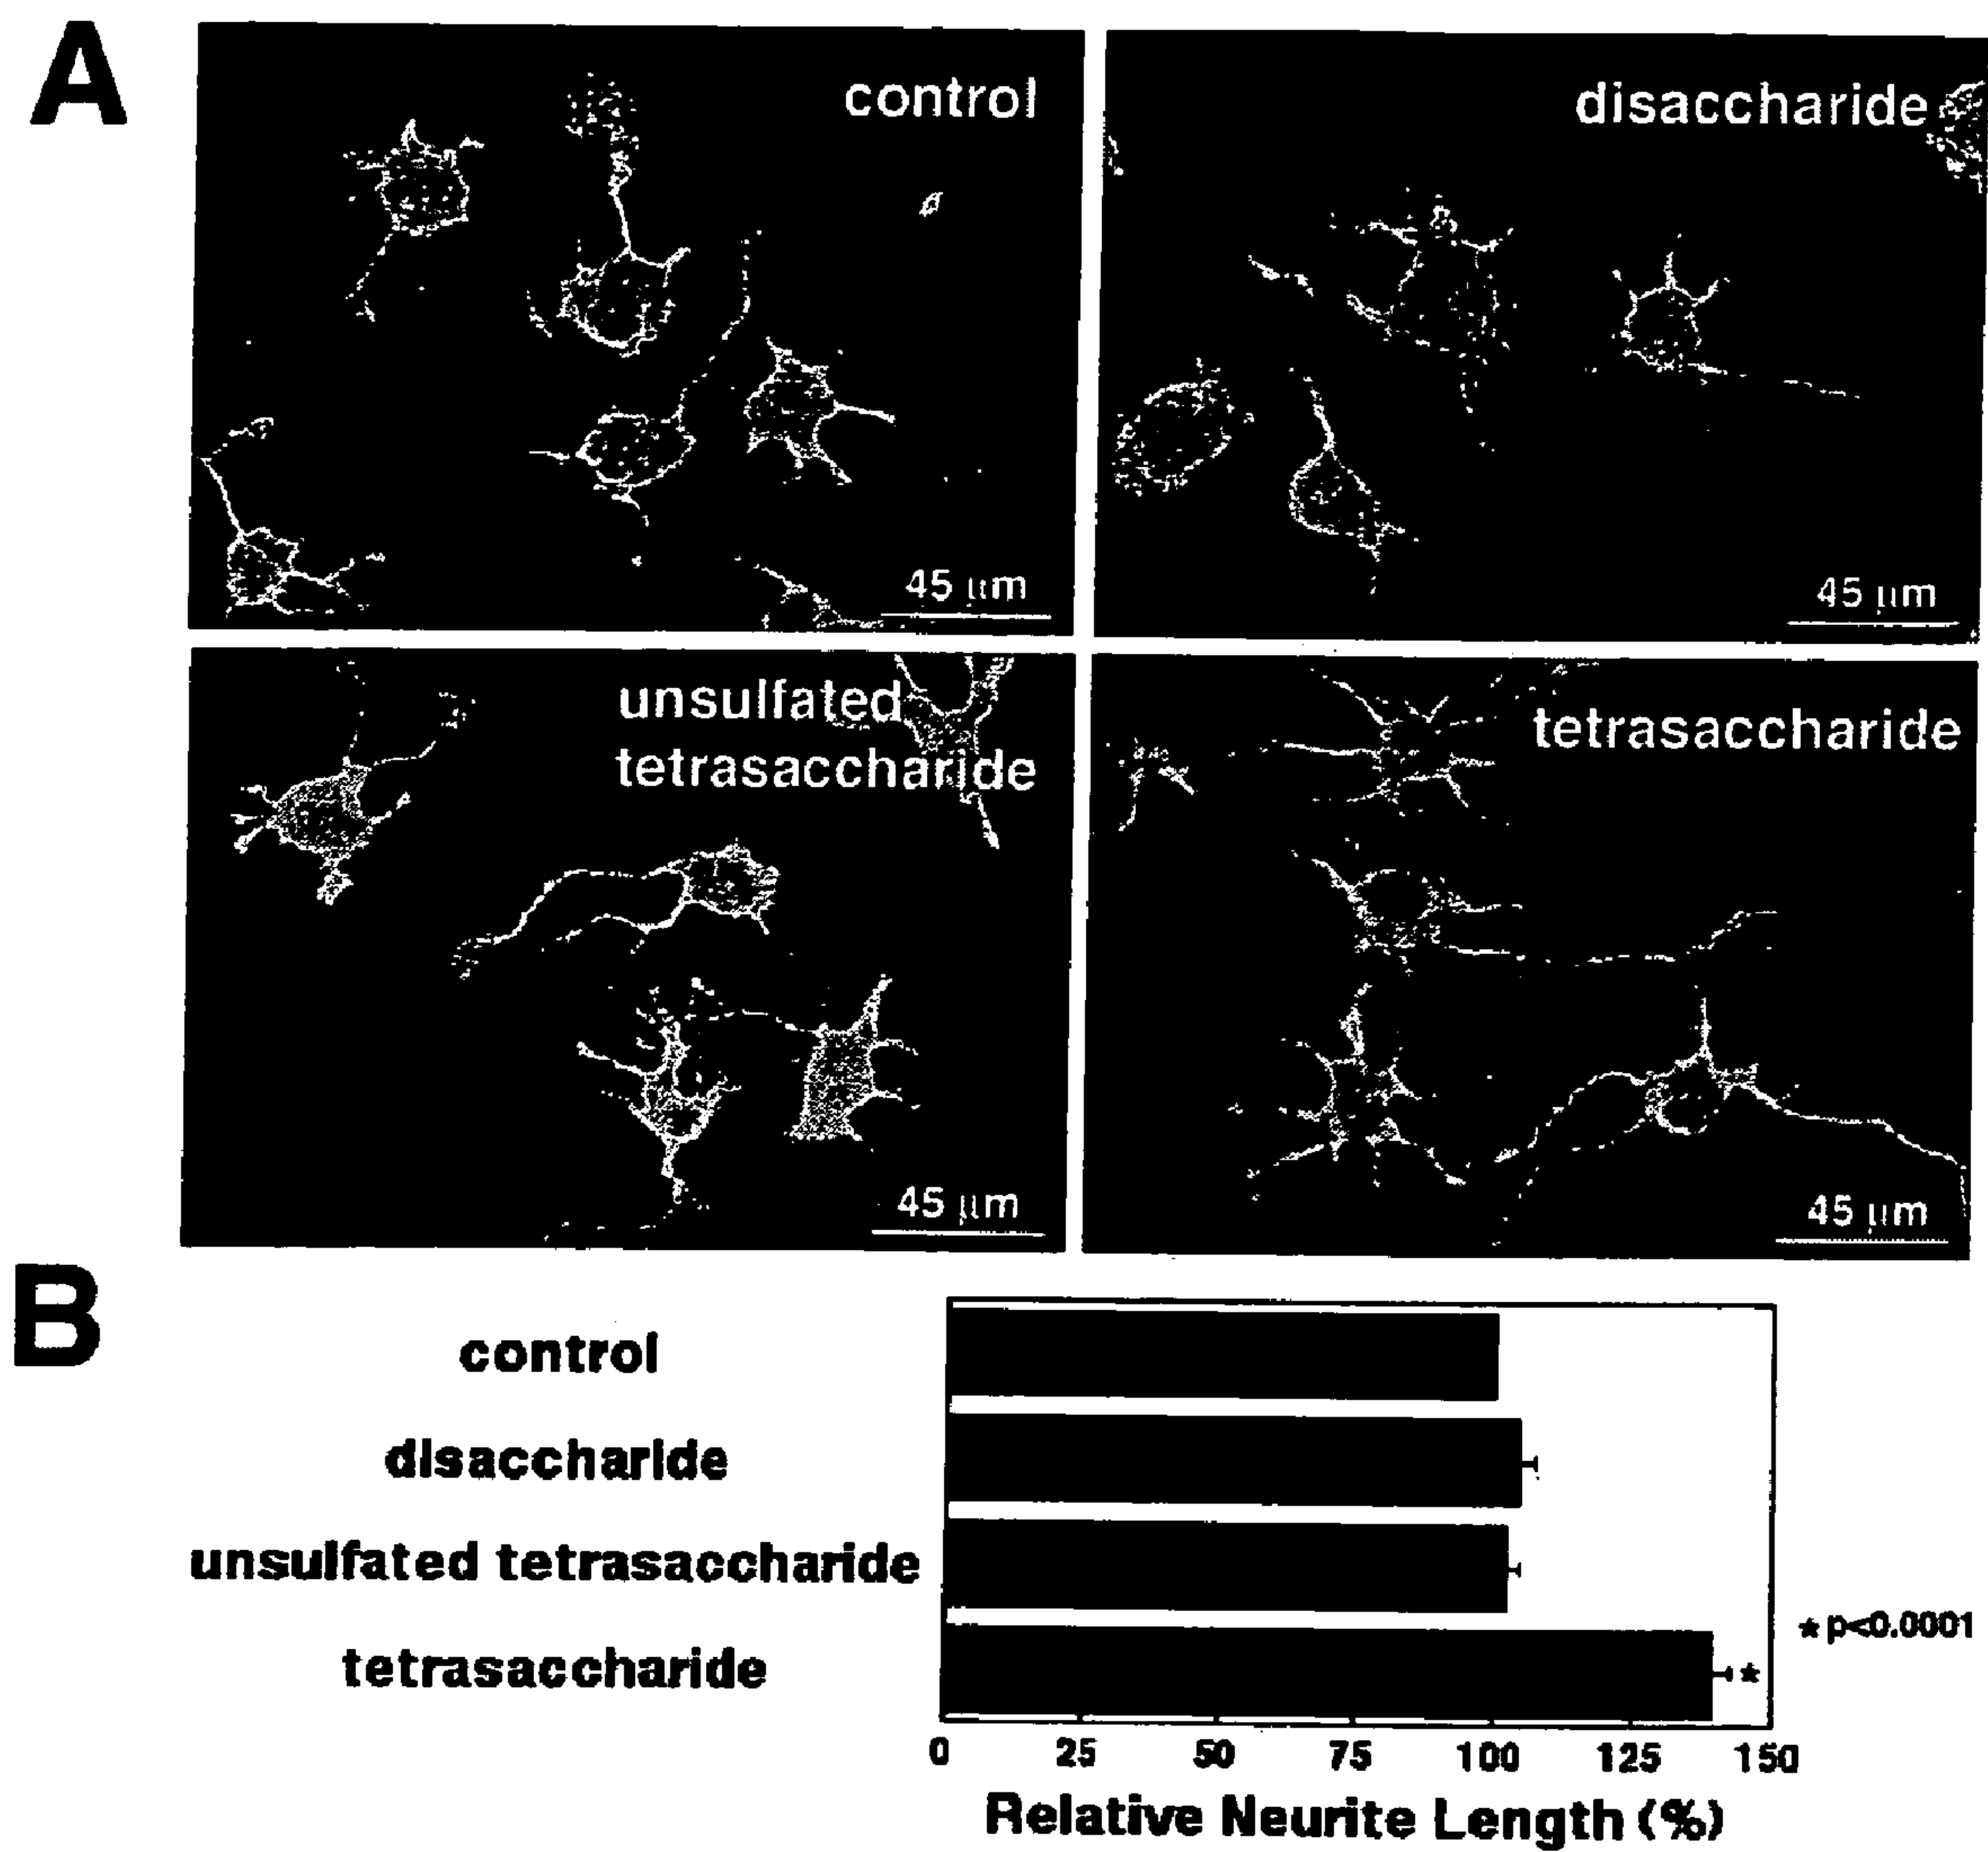 A
control
disaccharide
45 µm
45 µm
unsulfated
tetrasaccharide
tetrasaccharide
45 µm
45 µm
B
control
disaccharide
unsulfated tetrasaccharide
tetrasaccharide
*
* p<0.0001
0 25 50 75 100 125 150
Relative Neurite Length (%)